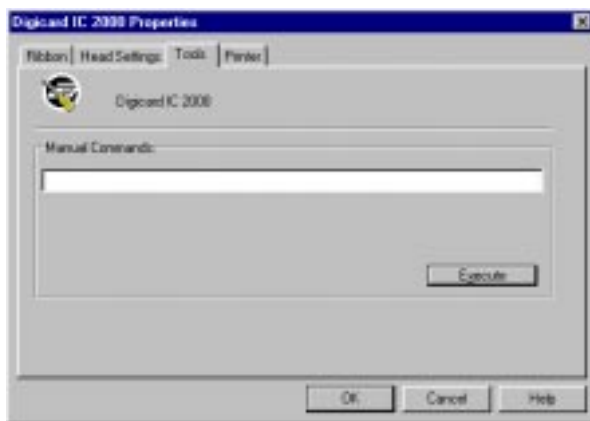 Digicard IC 2000 Properties
Ribbon Head Settings Tools Printer
Digicard IC 2000
Manual Commands:
Execute
OK Cancel Help